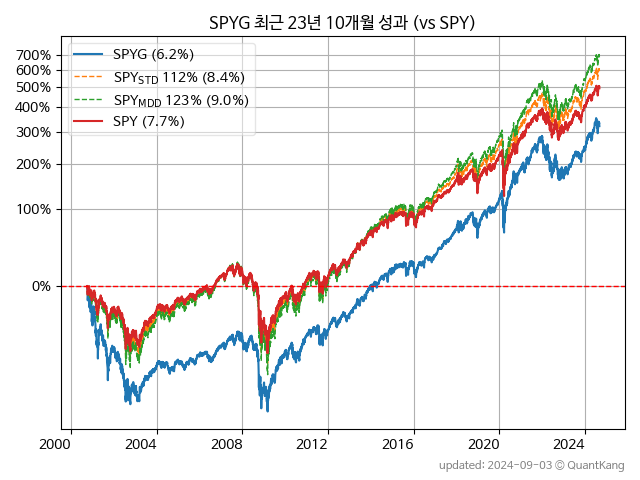 SPYG 최근 23년 10개월 성과 (vs SPY)
SPYG (6.2%)
SPY_STD 112% (8.4%)
SPY_MDD 123% (9.0%)
SPY (7.7%)
700%
600%
500%
400%
300%
200%
100%
0%
2000 2004 2008 2012 2016 2020 2024
updated: 2024-09-03 © QuantKang